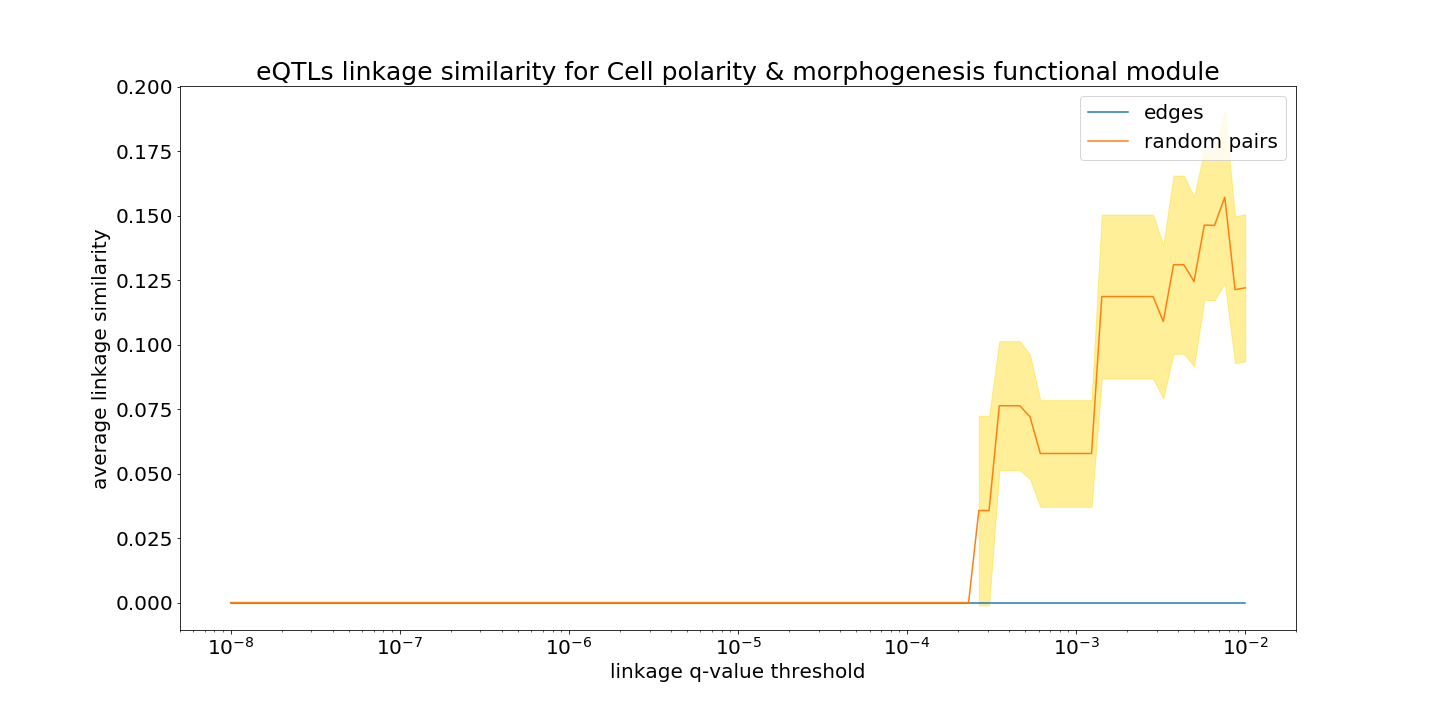 eQTLs linkage similarity for Cell polarity & morphogenesis functional module
edges
random pairs
average linkage similarity
0.200
0.175
0.150
0.125
0.100
0.075
0.050
0.025
0.000
10⁻⁸ 10⁻⁷ 10⁻⁶ 10⁻⁵ 10⁻⁴ 10⁻³ 10⁻²
linkage q-value threshold